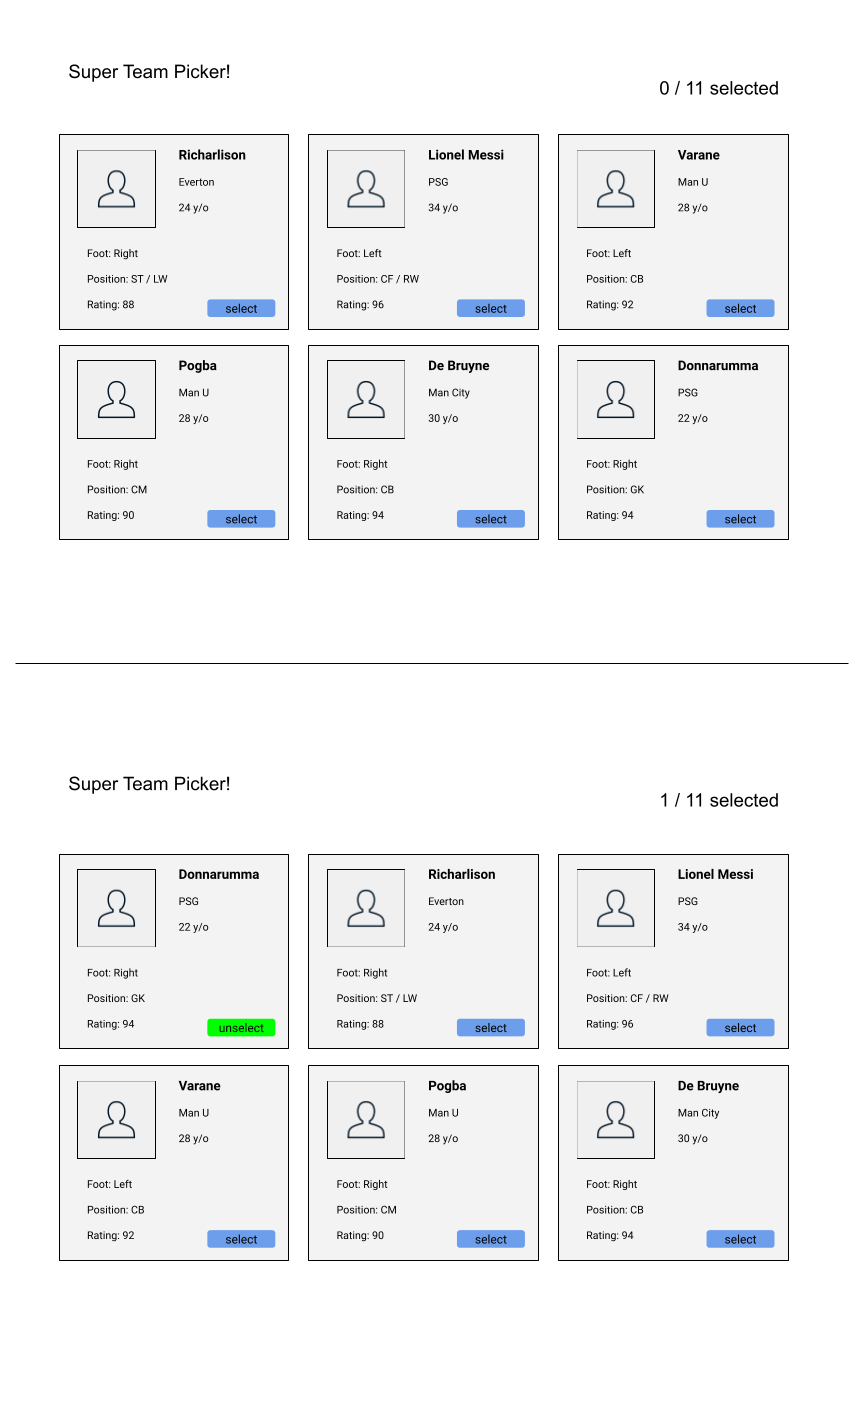 Super Team Picker!
0 / 11 selected
Richarlison
Everton
24 y/o
Foot: Right
Position: ST / LW
Rating: 88
select
Lionel Messi
PSG
34 y/o
Foot: Left
Position: CF / RW
Rating: 96
select
Varane
Man U
28 y/o
Foot: Left
Position: CB
Rating: 92
select
Pogba
Man U
28 y/o
Foot: Right
Position: CM
Rating: 90
select
De Bruyne
Man City
30 y/o
Foot: Right
Position: CB
Rating: 94
select
Donnarumma
PSG
22 y/o
Foot: Right
Position: GK
Rating: 94
select
Super Team Picker!
1 / 11 selected
Donnarumma
PSG
22 y/o
Foot: Right
Position: GK
Rating: 94
unselect
Richarlison
Everton
24 y/o
Foot: Right
Position: ST / LW
Rating: 88
select
Lionel Messi
PSG
34 y/o
Foot: Left
Position: CF / RW
Rating: 96
select
Varane
Man U
28 y/o
Foot: Left
Position: CB
Rating: 92
select
Pogba
Man U
28 y/o
Foot: Right
Position: CM
Rating: 90
select
De Bruyne
Man City
30 y/o
Foot: Right
Position: CB
Rating: 94
select